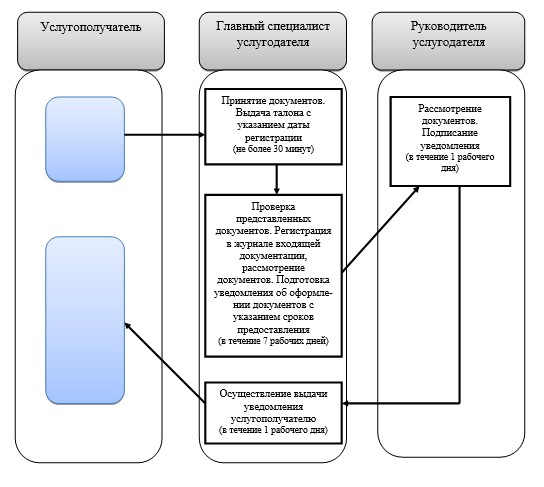 Услугополучатель
Главный специалист
услугодателя
Руководитель
услугодателя
Принятие документов.
Выдача талона с
указанием даты
регистрации
(не более 30 минут)
Рассмотрение
документов.
Подписание
уведомления
(в течение 1 рабочего
дня)
Проверка
представленных
документов. Регистрация
в журнале входящей
документации,
рассмотрение
документов. Подготовка
уведомления об оформле-
нии документов с
указанием сроков
предоставления
(в течение 7 рабочих дней)
Осуществление выдачи
уведомления
услугополучателю
(в течение 1 рабочего дня)